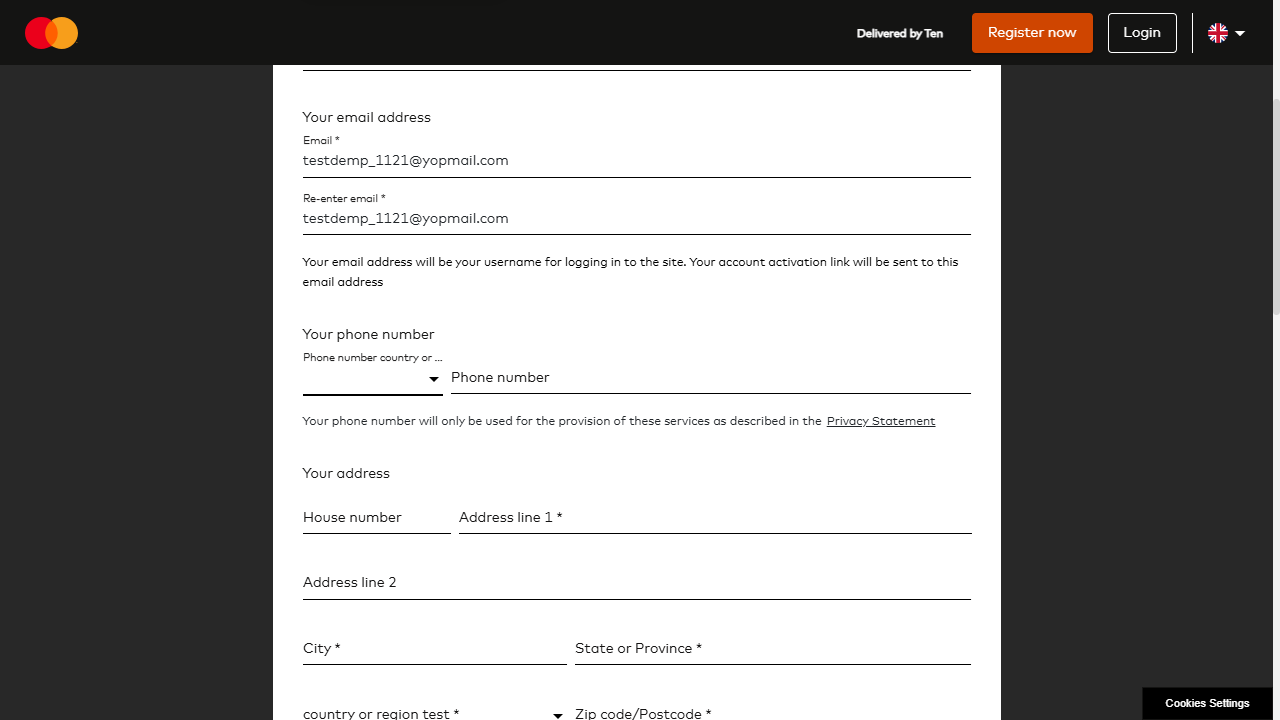 Delivered by Ten
Register now
Login
Your email address
Email *
testdemp_1121@yopmail.com
Re-enter email *
testdemp_1121@yopmail.com
Your email address will be your username for logging in to the site. Your account activation link will be sent to this
email address
Your phone number
Phone number country or ...
Phone number
Your phone number will only be used for the provision of these services as described in the Privacy Statement
Your address
House number
Address line 1 *
Address line 2
City *
State or Province *
country or region test *
Zip code/Postcode *
Cookies Settings